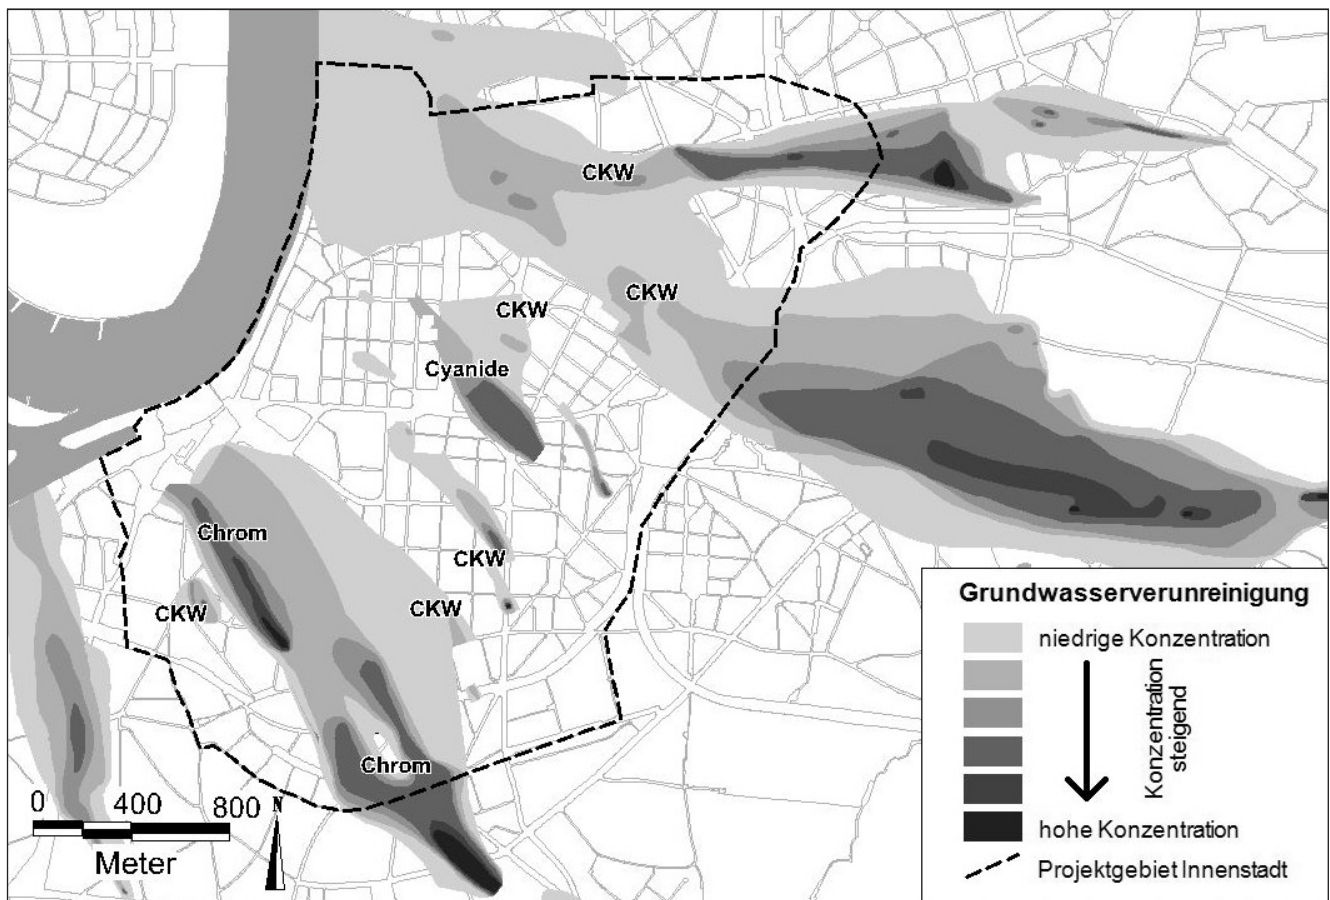 CKW
CKW
CKW
Cyanide
Chrom
CKW
CKW
CKW
Chrom
0 400 800
Meter
N
Grundwasserverunreinigung
niedrige Konzentration
Konzentration
steigend
hohe Konzentration
Projektgebiet Innenstadt